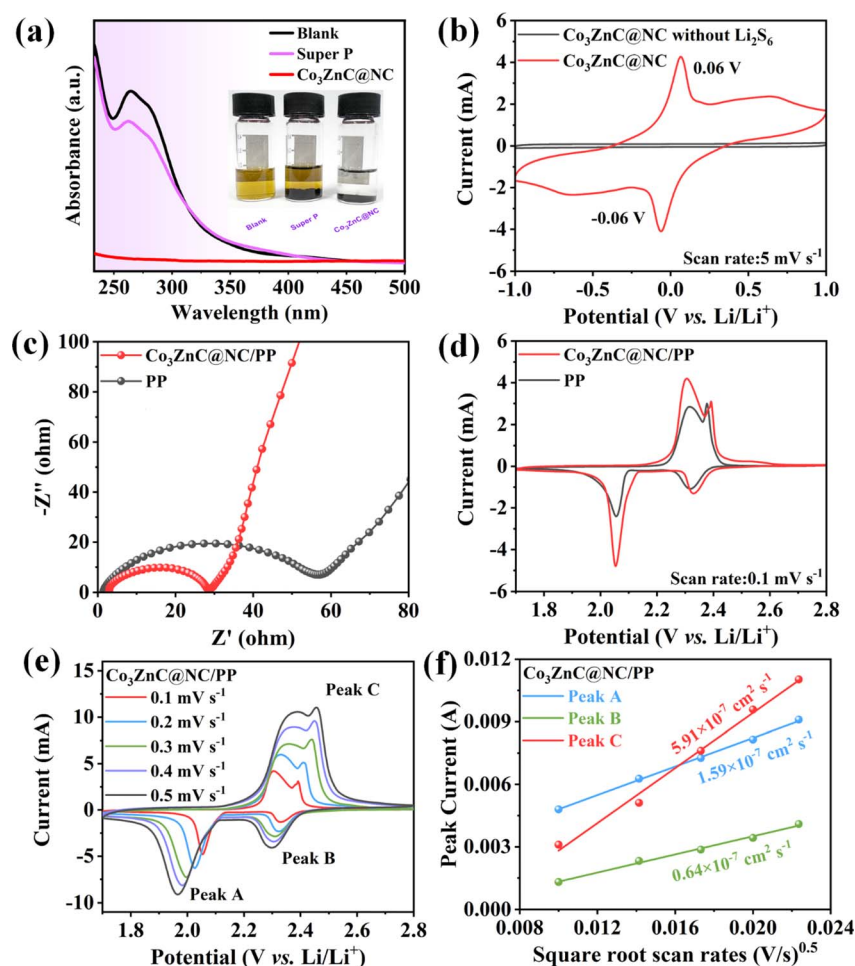 (a)
Blank
Super P
Co₃ZnC@NC
Blank
Super P
Co₃ZnC@NC
Absorbance (a.u.)
250 300 350 400 450 500
Wavelength (nm)
(b)
Co₃ZnC@NC without Li₂S₆
Co₃ZnC@NC
0.06 V
-0.06 V
Scan rate:5 mV s⁻¹
Current (mA)
6
4
2
0
2
4
-6
-1.0 -0.5 0.0 0.5 1.0
Potential (V vs. Li/Li⁺)
(c)
Co₃ZnC@NC/PP
PP
-Z'' (ohm)
100
80
60
40
20
0
0 20 40 60 80
Z' (ohm)
(d)
Co₃ZnC@NC/PP
PP
Scan rate:0.1 mV s⁻¹
Current (mA)
6
4
2
0
-2
-4
-6
1.8 2.0 2.2 2.4 2.6 2.8
Potential (V vs. Li/Li⁺)
(e)
Co₃ZnC@NC/PP
0.1 mV s⁻¹
0.2 mV s⁻¹
0.3 mV s⁻¹
0.4 mV s⁻¹
0.5 mV s⁻¹
Peak C
Peak B
Peak A
Current (mA)
15
10
5
0
-5
-10
1.8 2.0 2.2 2.4 2.6 2.8
Potential (V vs. Li/Li⁺)
(f)
Co₃ZnC@NC/PP
Peak A
Peak B
Peak C
5.91×10⁻⁷ cm² s⁻¹
1.59×10⁻⁷ cm² s⁻¹
0.64×10⁻⁷ cm² s⁻¹
Peak Current (A)
0.012
0.009
0.006
0.003
0.000
0.008 0.012 0.016 0.020 0.024
Square root scan rates (V/s)⁰·⁵